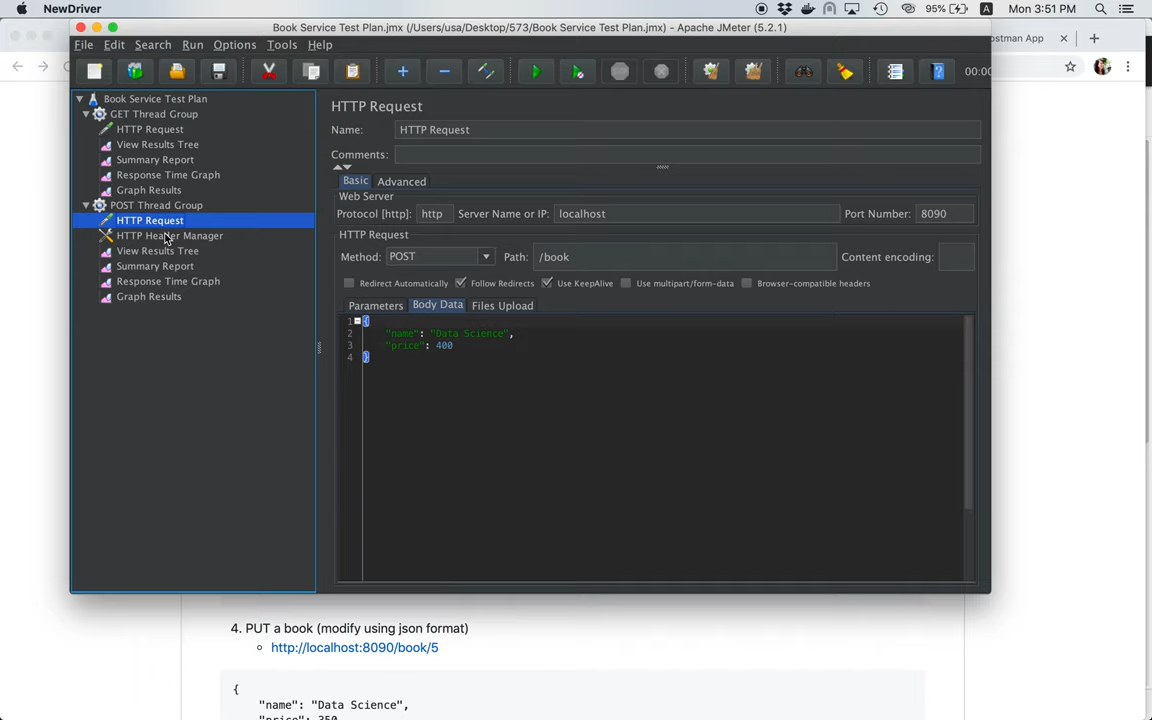 NewDriver
95%
A
Mon 3:51 PM
Book Service Test Plan.jmx (/Users/usa/Desktop/573/Book Service Test Plan.jmx) - Apache JMeter (5.2.1)
ostman App
File Edit Search Run Options Tools Help
00:00
Book Service Test Plan
GET Thread Group
HTTP Request
View Results Tree
Summary Report
Response Time Graph
Graph Results
POST Thread Group
HTTP Request
HTTP Header Manager
View Results Tree
Summary Report
Response Time Graph
Graph Results
HTTP Request
Name: HTTP Request
Comments:
Basic Advanced
Web Server
Protocol [http]: http Server Name or IP: localhost Port Number: 8090
HTTP Request
Method: POST Path: /book Content encoding:
Redirect Automatically Follow Redirects Use KeepAlive Use multipart/form-data Browser-compatible headers
Parameters Body Data Files Upload
1 {
2 "name": "Data Science",
3 "price": 400
4 }
4. PUT a book (modify using json format)
http://localhost:8090/book/5
{
"name": "Data Science",
"price": 350